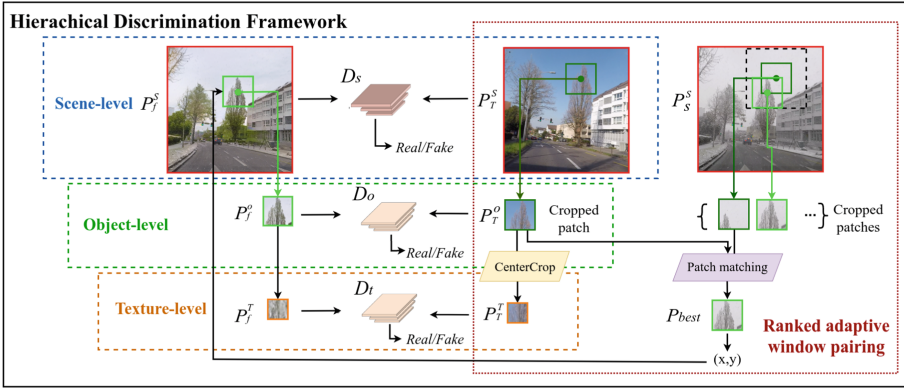 Hierachical Discrimination Framework
Scene-level
P_f^S
D_s
Real/Fake
P_T^S
P_s^s
Object-level
P_f^o
D_o
Real/Fake
P_T^o
Cropped
patch
{ ... }
Cropped
patches
CenterCrop
Patch matching
Texture-level
P_f^T
D_t
Real/Fake
P_T^T
P_best
(x,y)
Ranked adaptive
window pairing